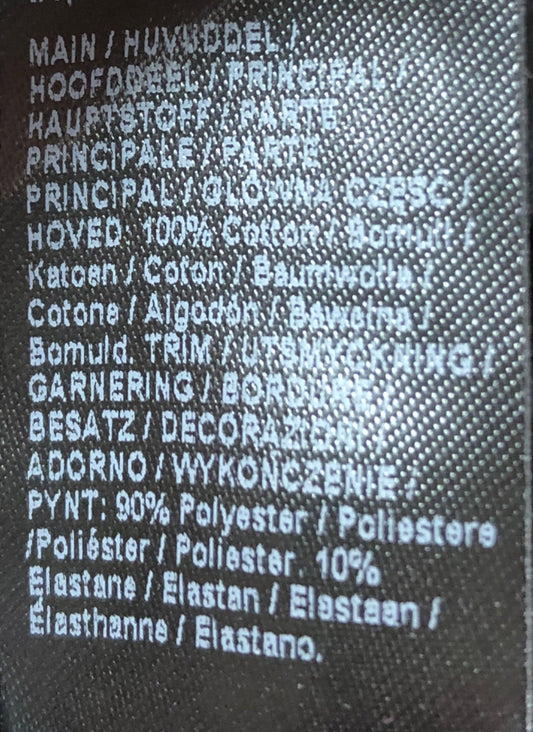 MAIN / HUVUDDEL /
HOOFDDEEL / PRINCIPAL /
HAUPTSTOFF / PARTE
PRINCIPALE / PARTE
PRINCIPAL / GLÓWNA CZĘŚĆ /
HOVED: 100% Cotton / Bomull /
Katoen / Coton / Baumwolle /
Cotone / Algodón / Bawełna /
Bomuld. TRIM / UTSMYCKNING /
GARNERING / BORDURE /
BESATZ / DECORAZIONI /
ADORNO / WYKOŃCZENIE /
PYNT: 90% Polyester / Poliestere
/Poliéster / Poliester. 10%
Elastane / Elastan / Elastaan /
Élasthanne / Elastano.